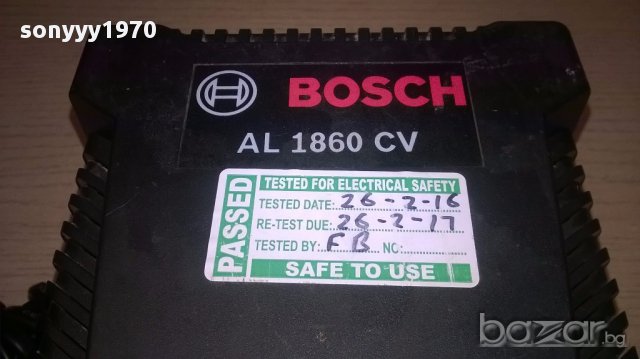 sonyyy1970
BOSCH
AL 1860 CV
PASSED
TESTED FOR ELECTRICAL SAFETY
TESTED DATE: 26-2-16
RE-TEST DUE: 26-2-17
TESTED BY: FB NO:
SAFE TO USE
bazar.bg